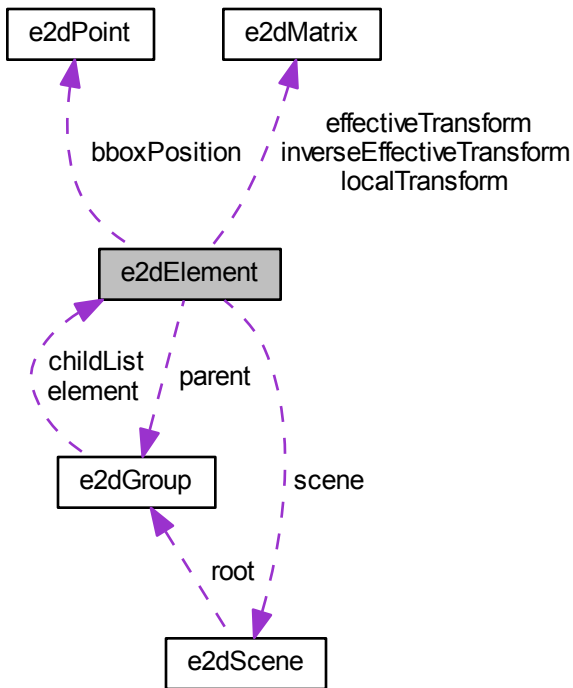 e2dPoint
e2dMatrix
bboxPosition
effectiveTransform
inverseEffectiveTransform
localTransform
e2dElement
childList
element
parent
e2dGroup
scene
root
e2dScene